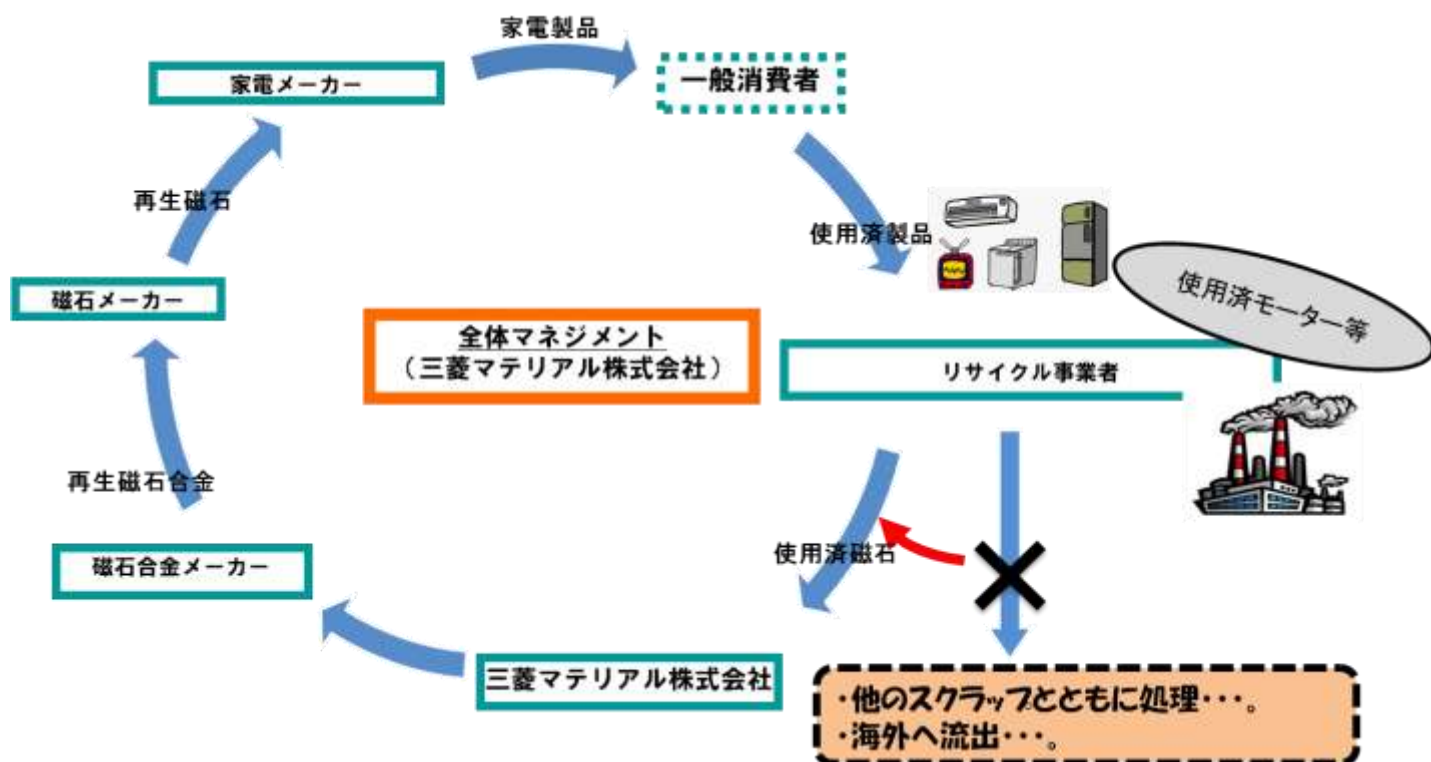 家電製品
家電メーカー
一般消費者
再生磁石
使用済製品
磁石メーカー
使用済モーター等
全体マネジメント
（三菱マテリアル株式会社）
リサイクル事業者
再生磁石合金
使用済磁石
磁石合金メーカー
三菱マテリアル株式会社
・他のスクラップとともに処理・・・。
・海外へ流出・・・。